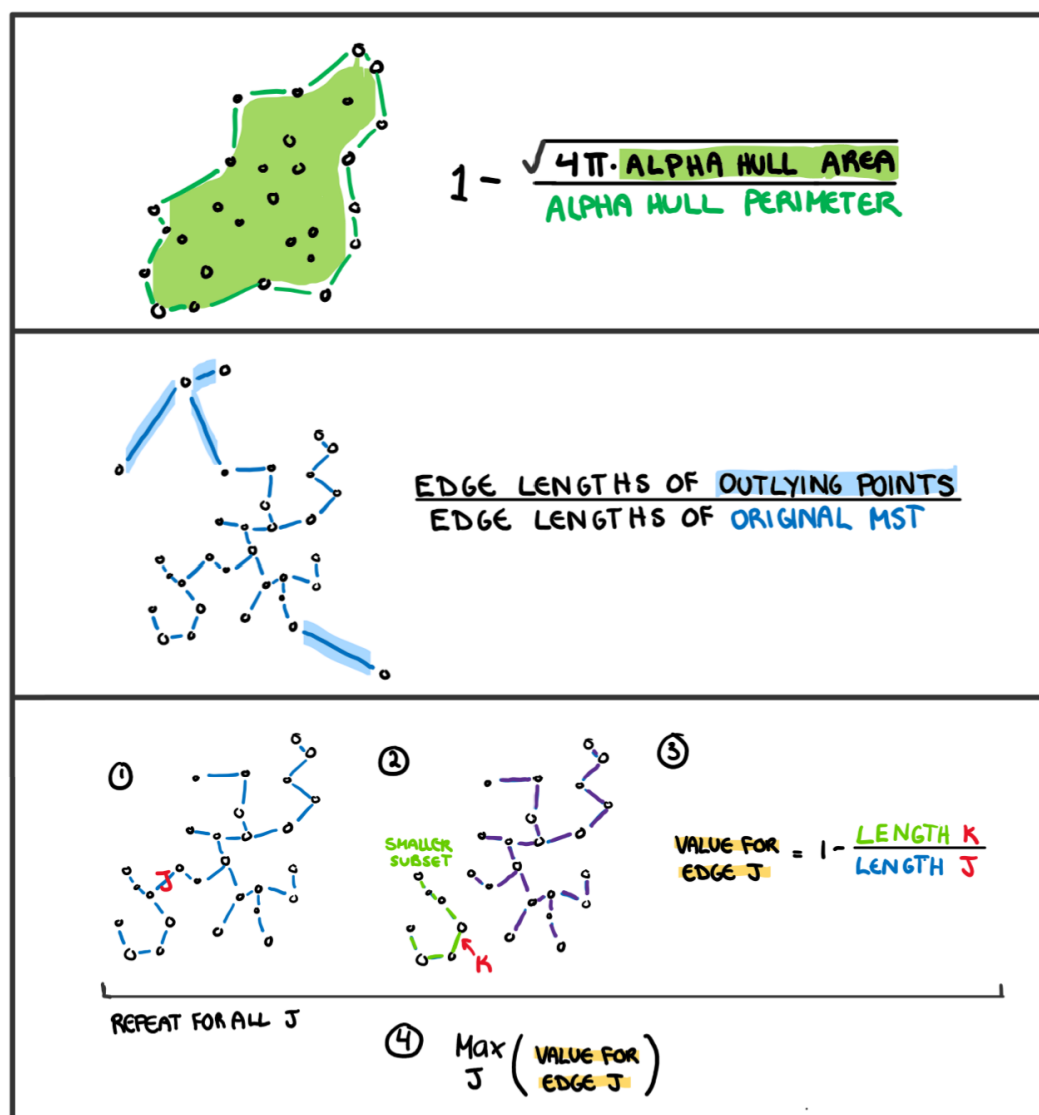 1 - √4π· ALPHA HULL AREA
ALPHA HULL PERIMETER
EDGE LENGTHS OF OUTLYING POINTS
EDGE LENGTHS OF ORIGINAL MST
1
2
3
J
SMALLER
SUBSET
K
VALUE FOR
EDGE J
= 1 - LENGTH K
LENGTH J
REPEAT FOR ALL J
4
Max
J
( VALUE FOR
EDGE J )